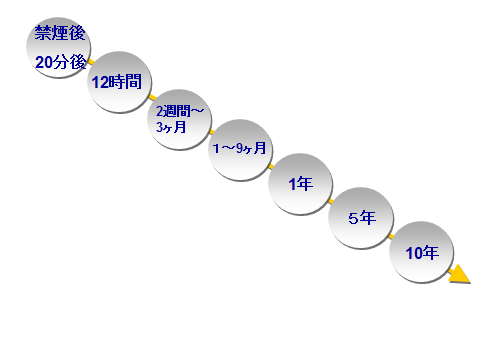 禁煙後
20分後
12時間
2週間～
3ヶ月
１～9ヶ月
1年
５年
10年